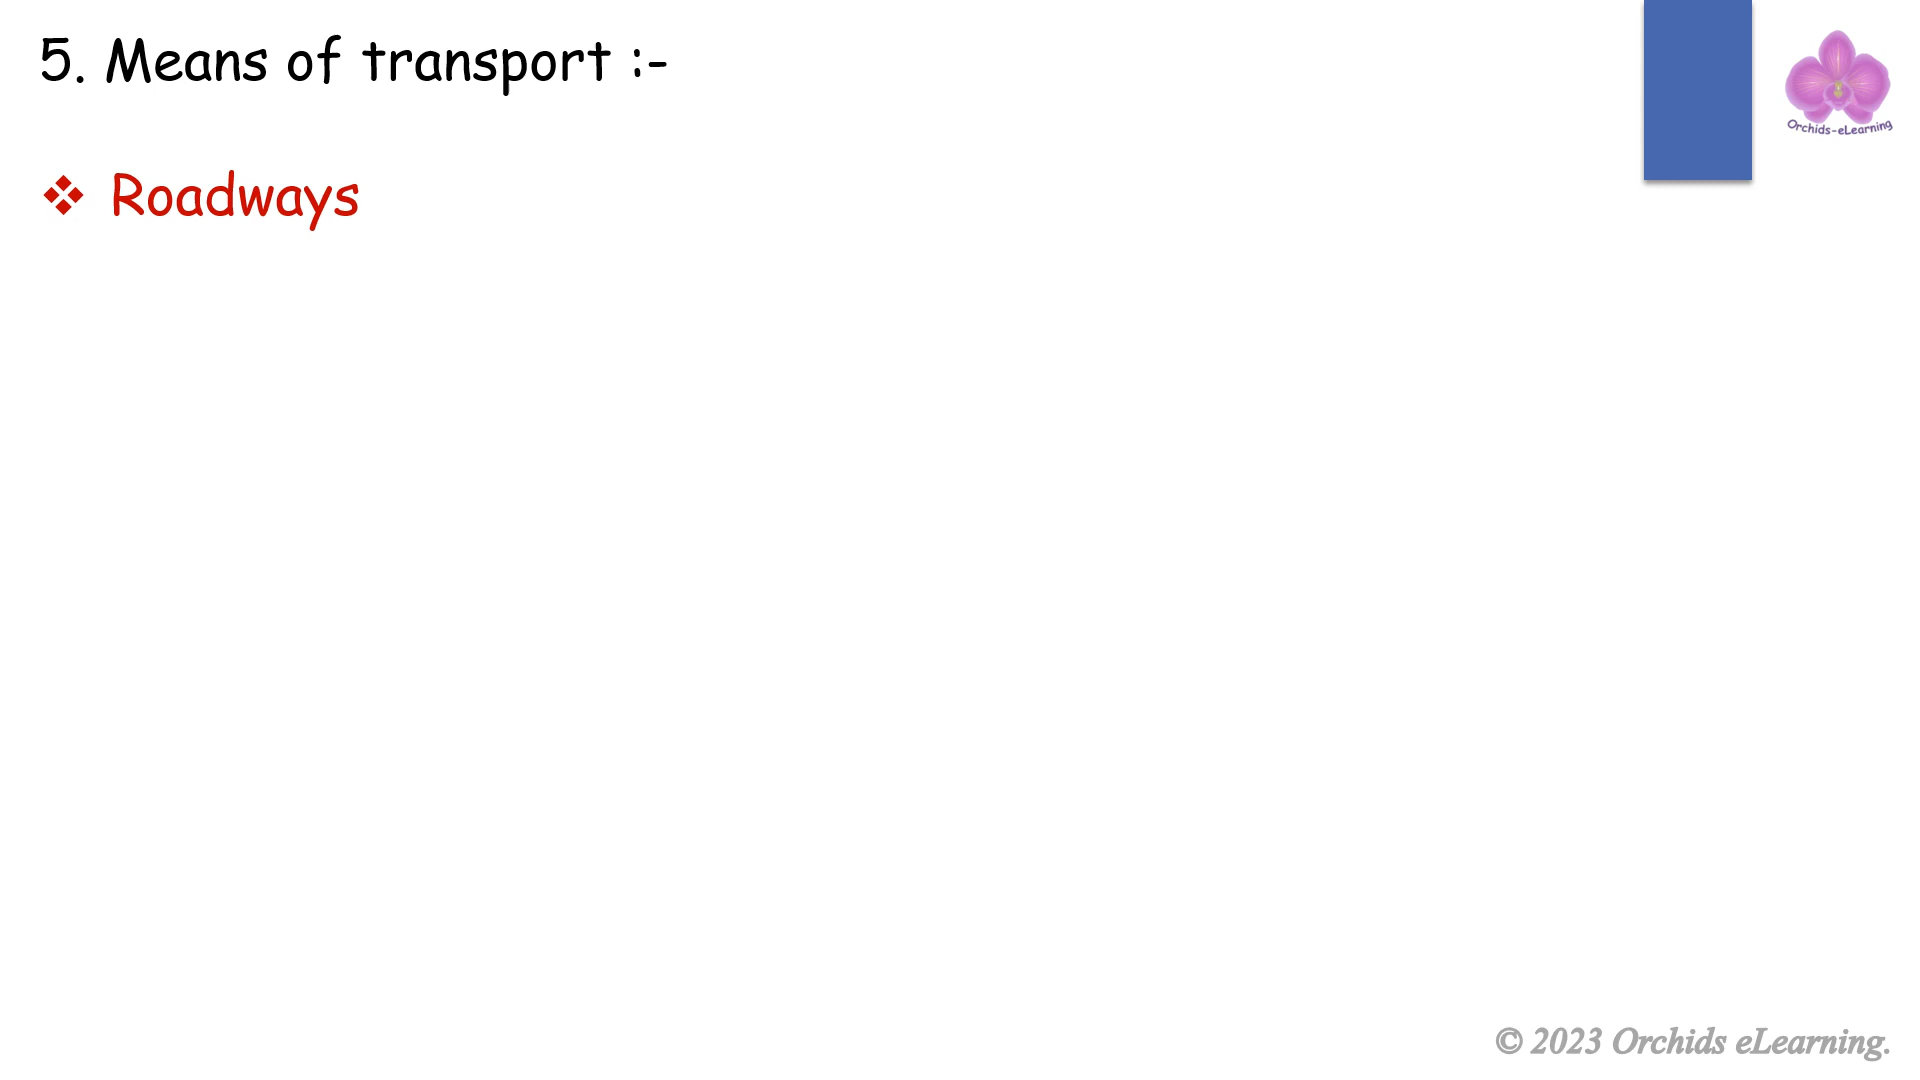 5. Means of transport :-
Orchids-eLearning
❖ Roadways
© 2023 Orchids eLearning.